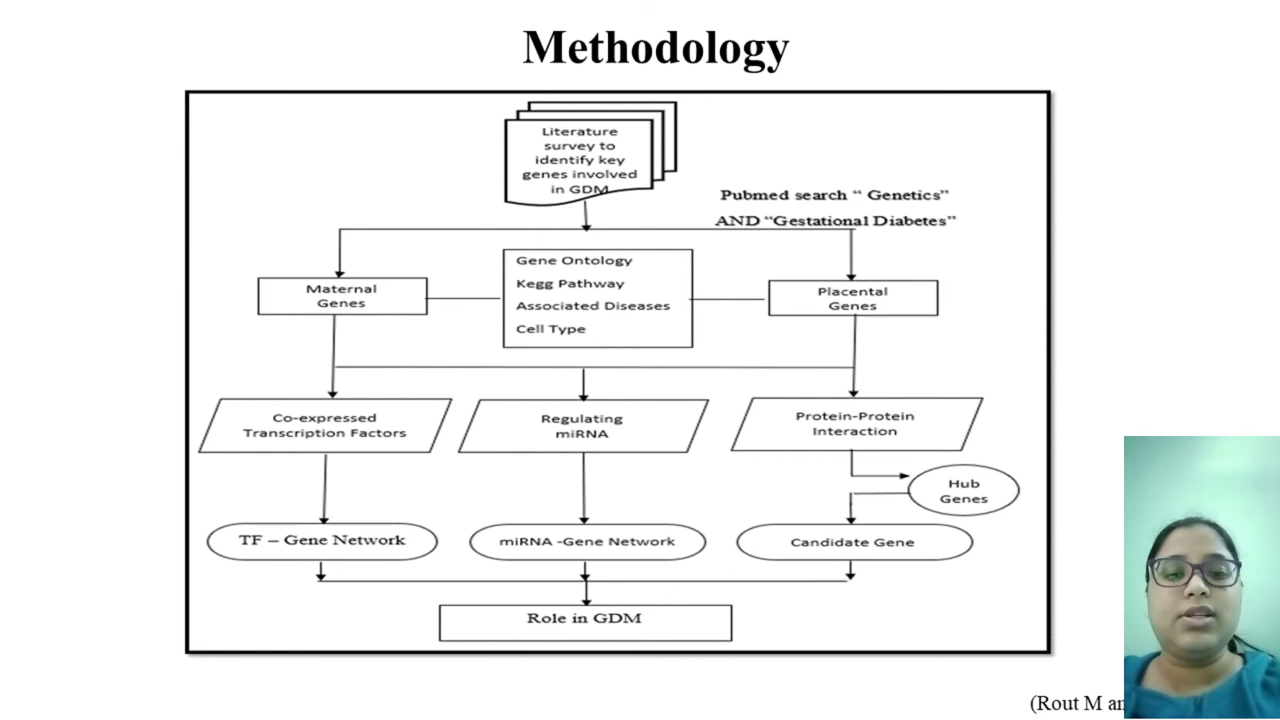 Methodology
Literature
survey to
identify key
genes involved
in GDM
Pubmed search “ Genetics”
AND “Gestational Diabetes”
Maternal
Genes
Gene Ontology
Kegg Pathway
Associated Diseases
Cell Type
Placental
Genes
Co-expressed
Transcription Factors
Regulating
miRNA
Protein-Protein
Interaction
Hub
Genes
TF – Gene Network
miRNA -Gene Network
Candidate Gene
Role in GDM
(Rout M